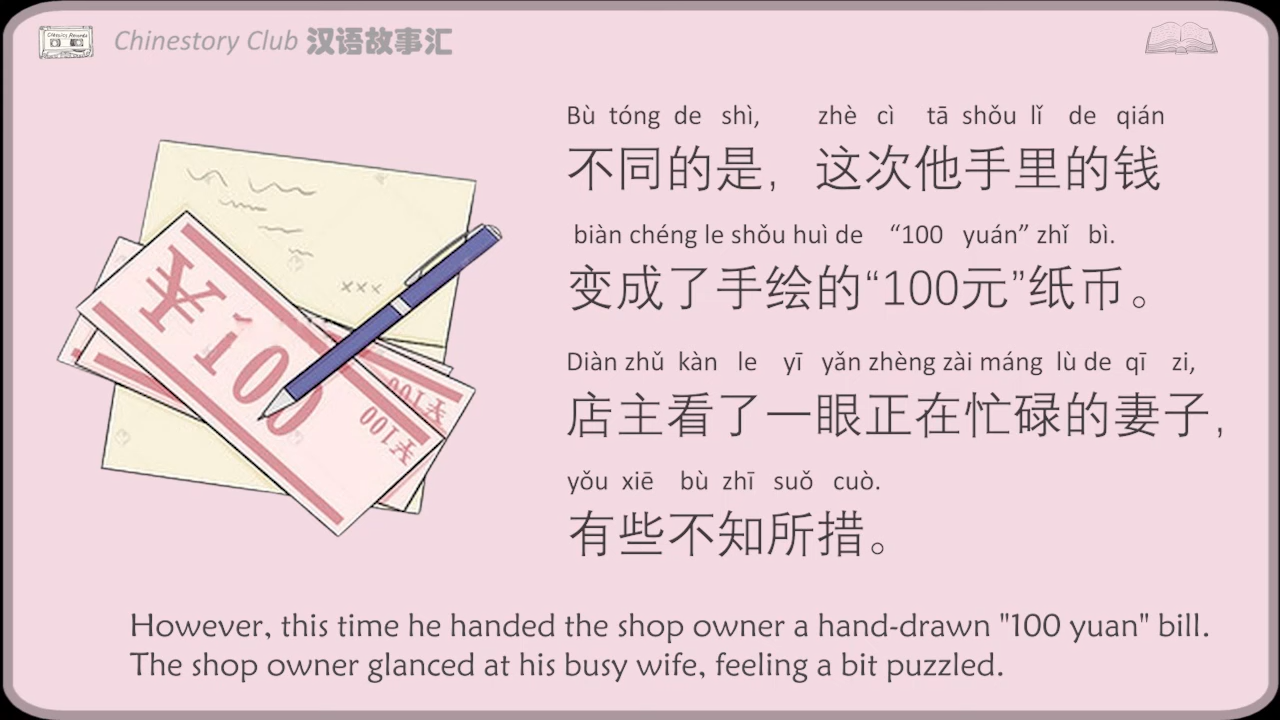 Classics Records
Chinestory Club 汉语故事汇
Bù tóng de shì, zhè cì tā shǒu lǐ de qián
不同的是, 这次他手里的钱
biàn chéng le shǒu huì de “100 yuán” zhǐ bì.
变成了手绘的“100元”纸币。
Diàn zhǔ kàn le yī yǎn zhèng zài máng lù de qī zi,
店主看了一眼正在忙碌的妻子,
yǒu xiē bù zhī suǒ cuò.
有些不知所措。
¥100
¥100
¥100
×××
However, this time he handed the shop owner a hand-drawn "100 yuan" bill.
The shop owner glanced at his busy wife, feeling a bit puzzled.